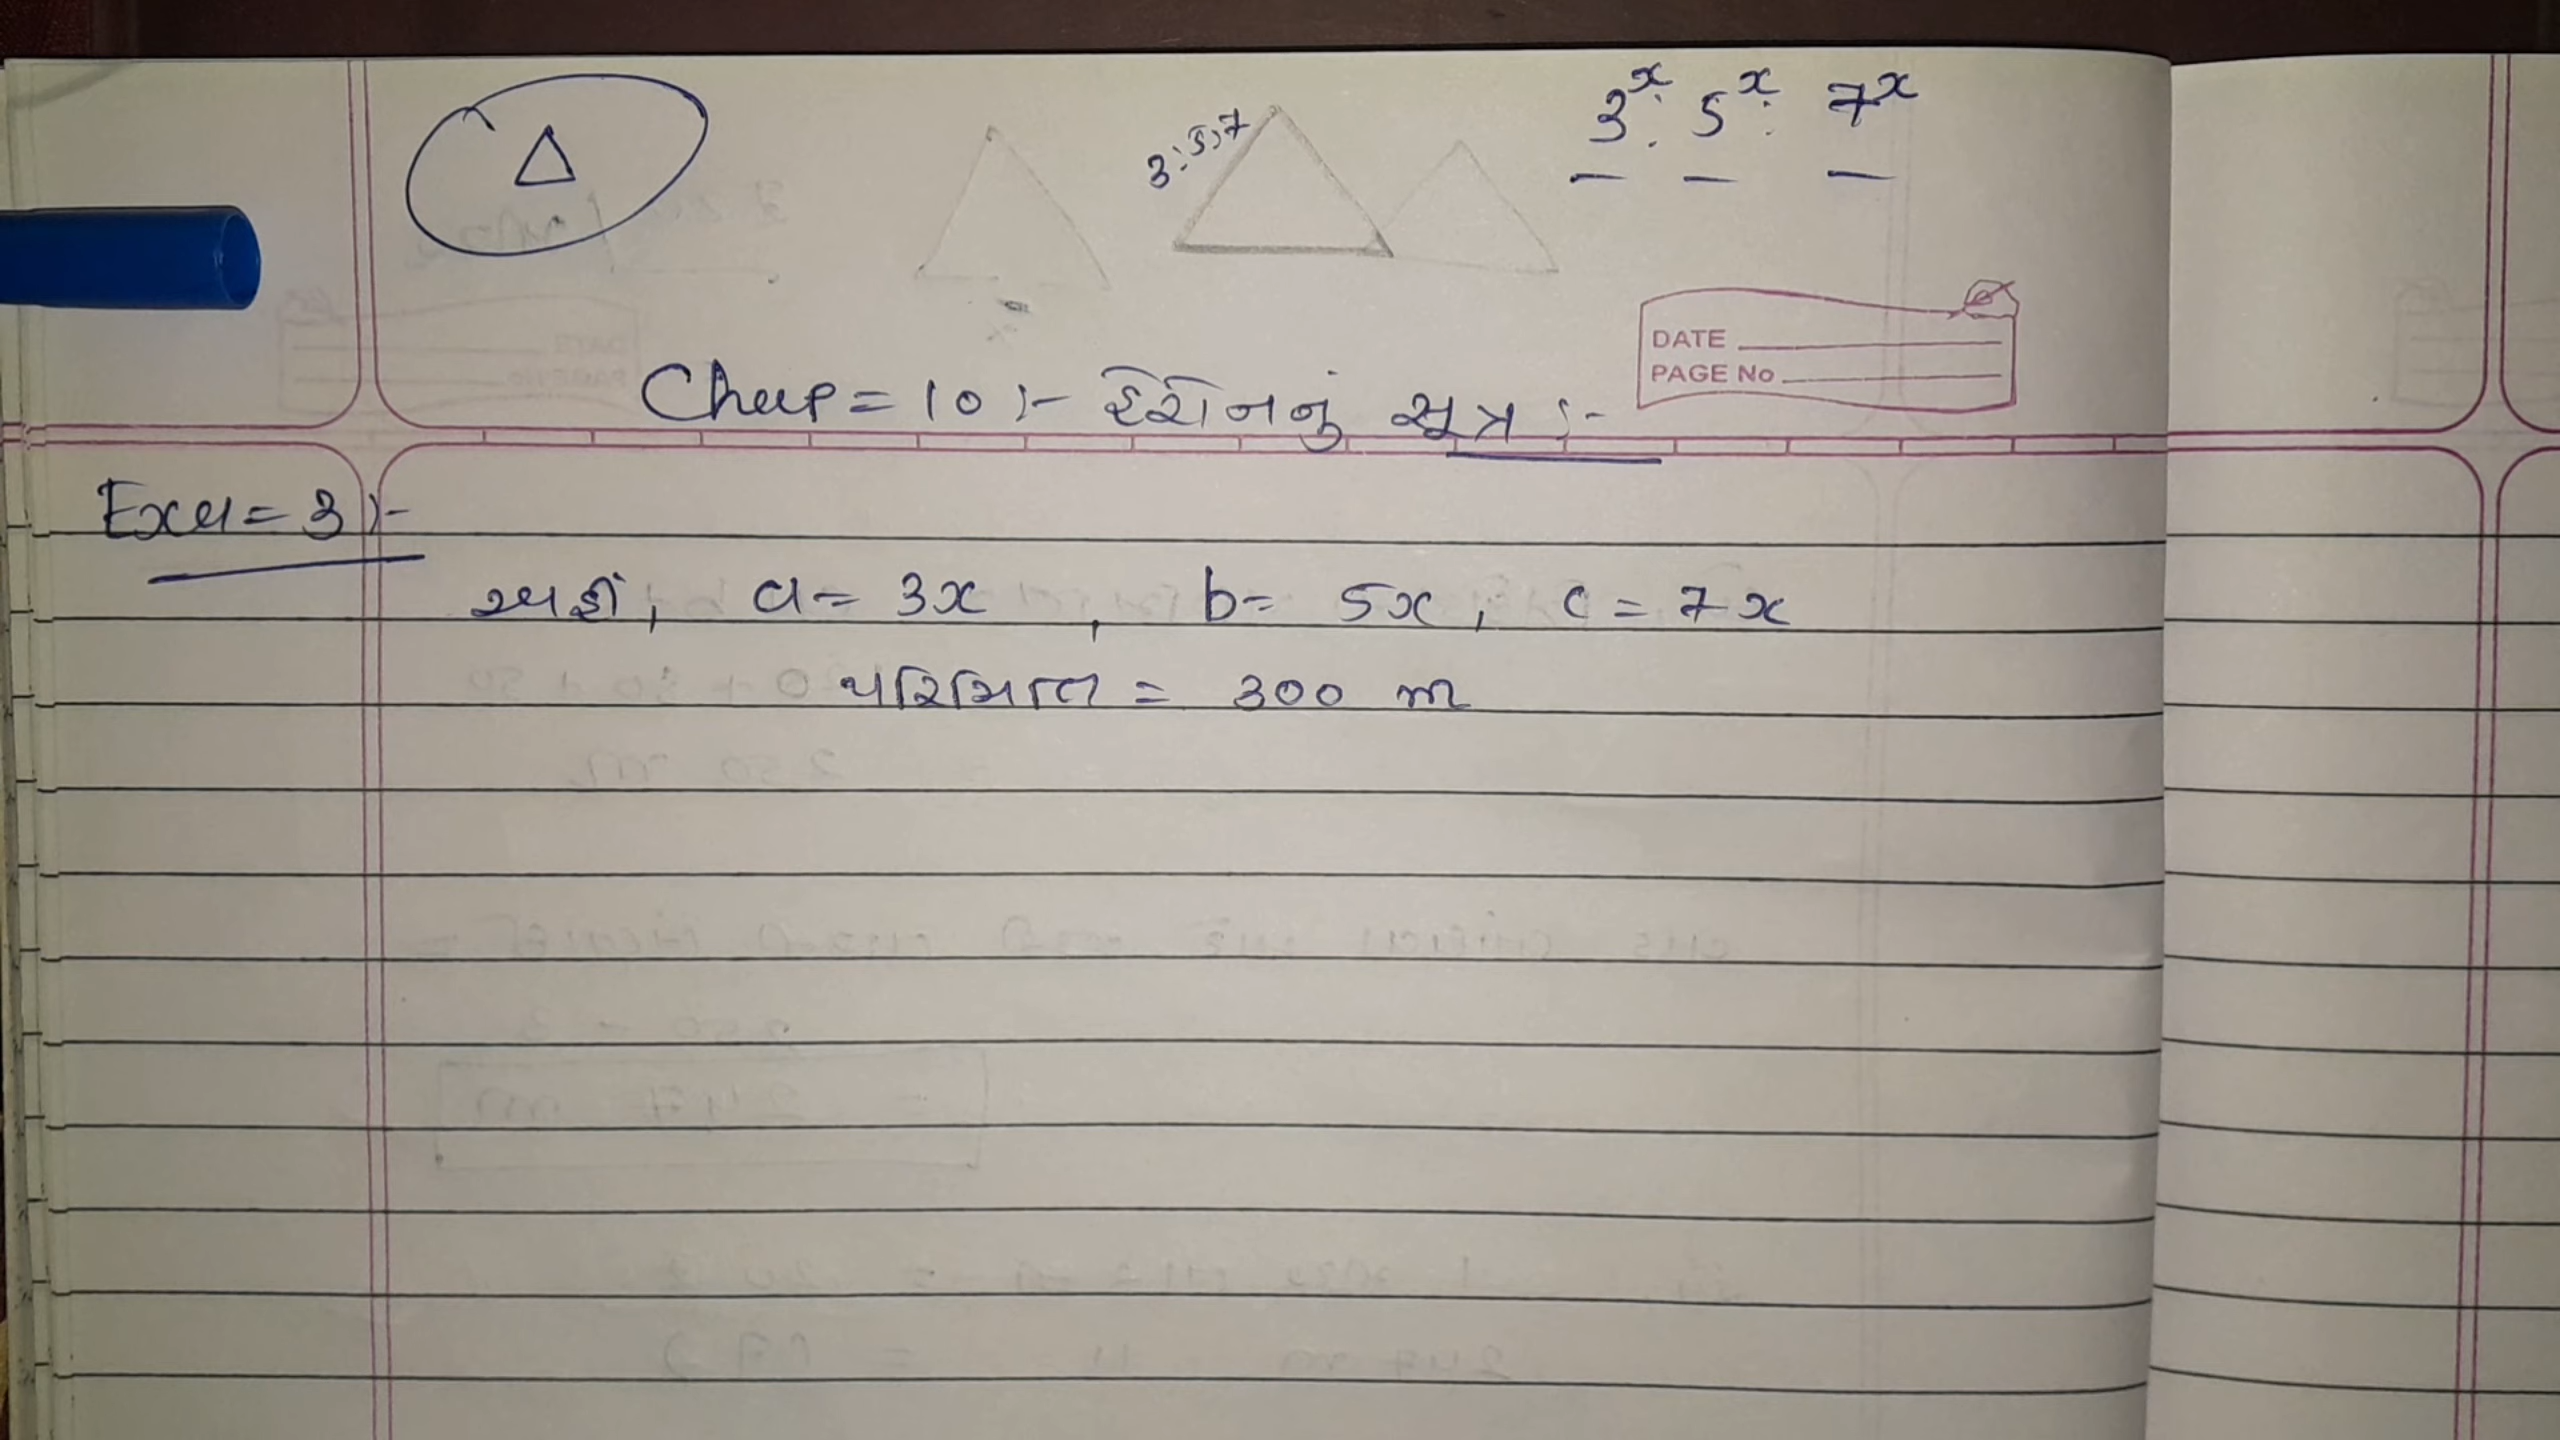 3x : 5x : 7x
3:5:7
DATE
PAGE No
Chap = 10 :- હેરોનનું સૂત્ર :-
Exa = 3 :-
અહીં, a = 3x , b = 5x, c = 7x
પરિમિતિ = 300 m